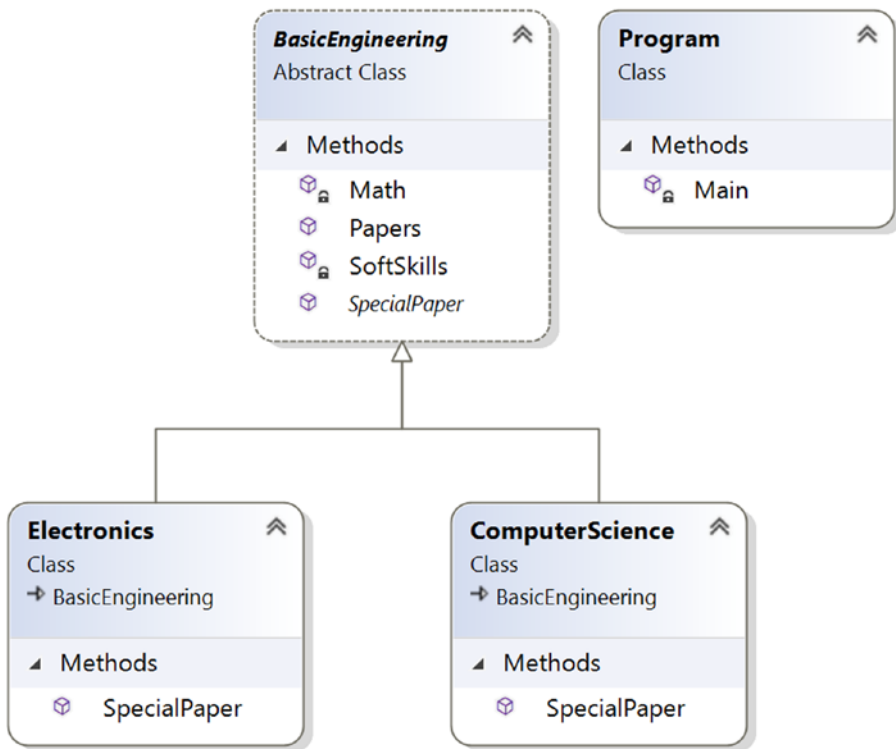 BasicEngineering
Abstract Class
Methods
Math
Papers
SoftSkills
SpecialPaper
Program
Class
Methods
Main
Electronics
Class
BasicEngineering
Methods
SpecialPaper
ComputerScience
Class
BasicEngineering
Methods
SpecialPaper